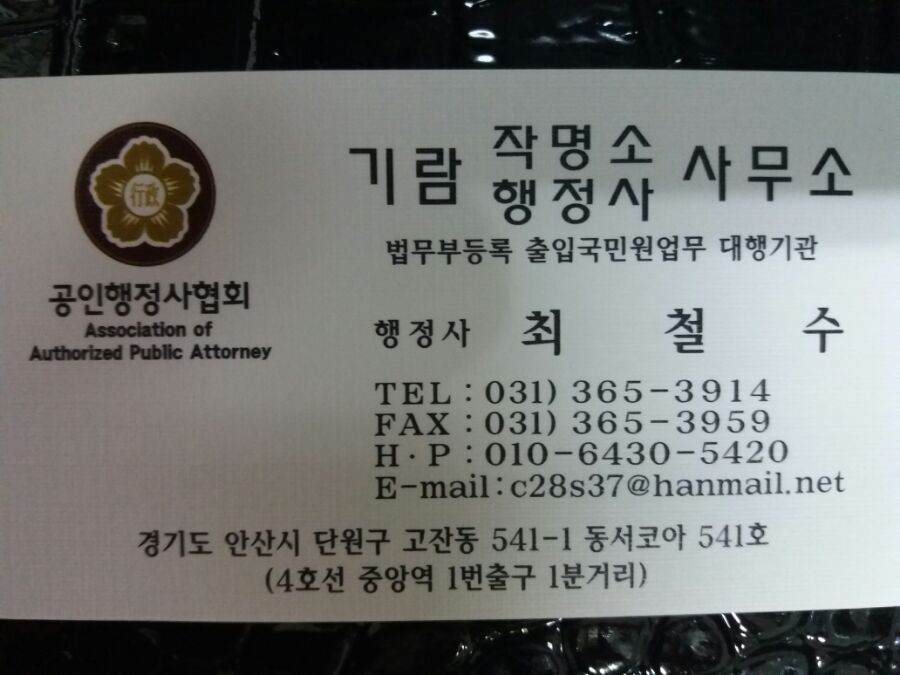 行政
공인행정사협회
Association of
Authorized Public Attorney
기람 작명소 행정사 사무소
법무부등록 출입국민원업무 대행기관
행정사 최 철 수
TEL : 031) 365-3914
FAX : 031) 365-3959
H·P : 010-6430-5420
E-mail : c28s37@hanmail.net
경기도 안산시 단원구 고잔동 541-1 동서코아 541호
(4호선 중앙역 1번출구 1분거리)